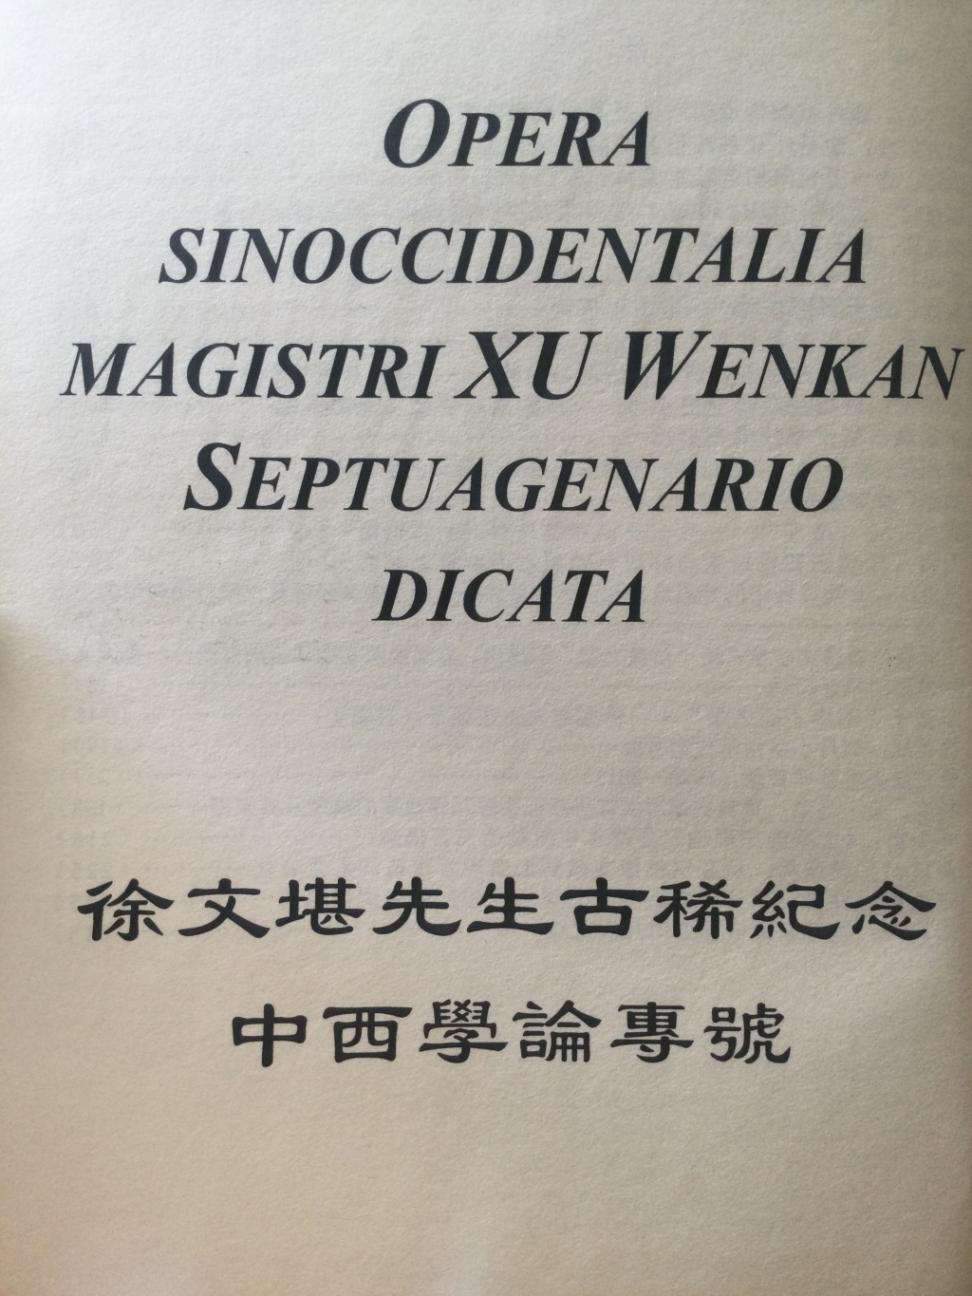 OPERA
SINOCCIDENTALIA
MAGISTRI XU WENKAN
SEPTUAGENARIO
DICATA
徐文堪先生古稀紀念
中西學論專號